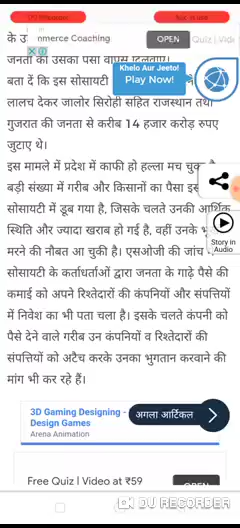 के
mmerce Coaching
OPEN
Quiz | Vid
जनता
बता दें कि इस सोसायटी
Khelo Aur Jeeto!
Play Now!
लालच देकर जालोर सिरोही सहित राजस्थान तथा
गुजरात की जनता से करीब 14 हजार करोड़ रुपए
जुटाए थे।
इस मामले में प्रदेश में काफी हो हल्ला मच चुका
बड़ी संख्या में गरीब और किसानों का पैसा इस
सोसायटी में डूब गया है, जिसके चलते उनकी आर्थिक
स्थिति और ज्यादा खराब हो गई है, वहीं उनके
मरने की नौबत आ चुकी है। एसओजी की जांच
Story in
Audio
सोसायटी के कर्ताधर्ताओं द्वारा जनता के गाढ़े पैसे की
कमाई को अपने रिश्तेदारों की कंपनियों और संपत्तियों
में निवेश का भी पता चला है। इसके चलते कंपनी को
पैसे देने वाले गरीब उन कंपनियों व रिश्तेदारों की
संपत्तियों को अटैच करके उनका भुगतान करवाने की
मांग भी कर रहे हैं।
3D Gaming Designing -
Design Games
Arena Animation
अगला आर्टिकल
Free Quiz | Video at ₹59
OPEN
DU RECORDER